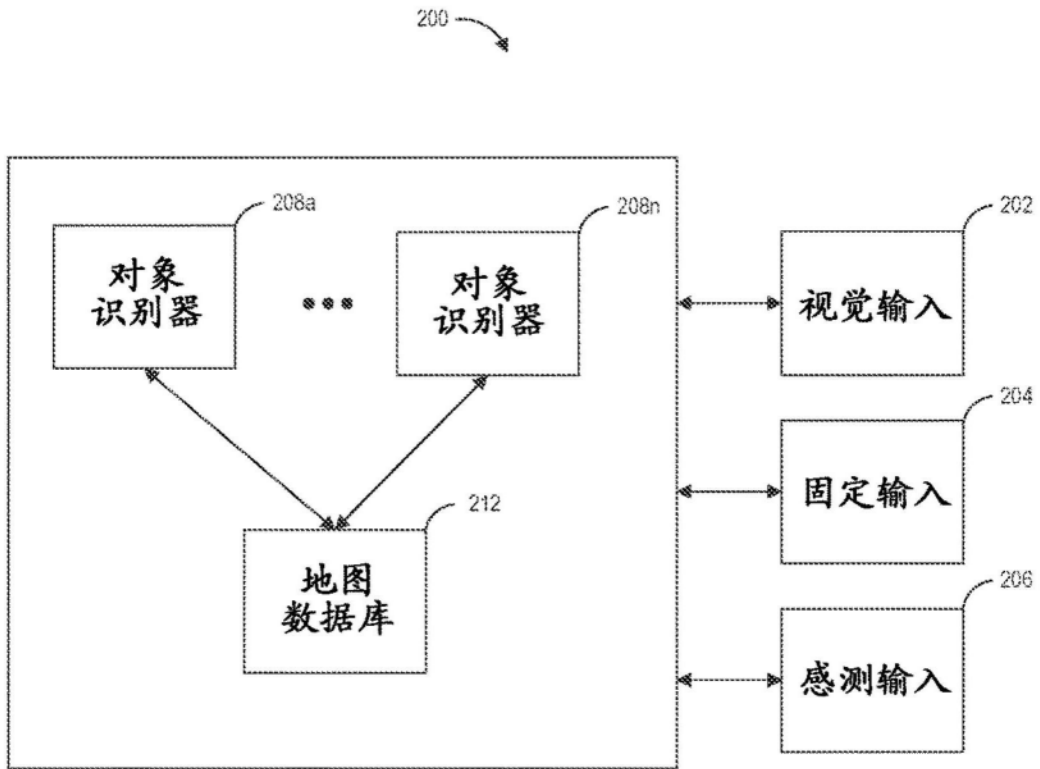 200
208a
对象
识别器
208n
对象
识别器
212
地图
数据库
202
视觉输入
204
固定输入
206
感测输入